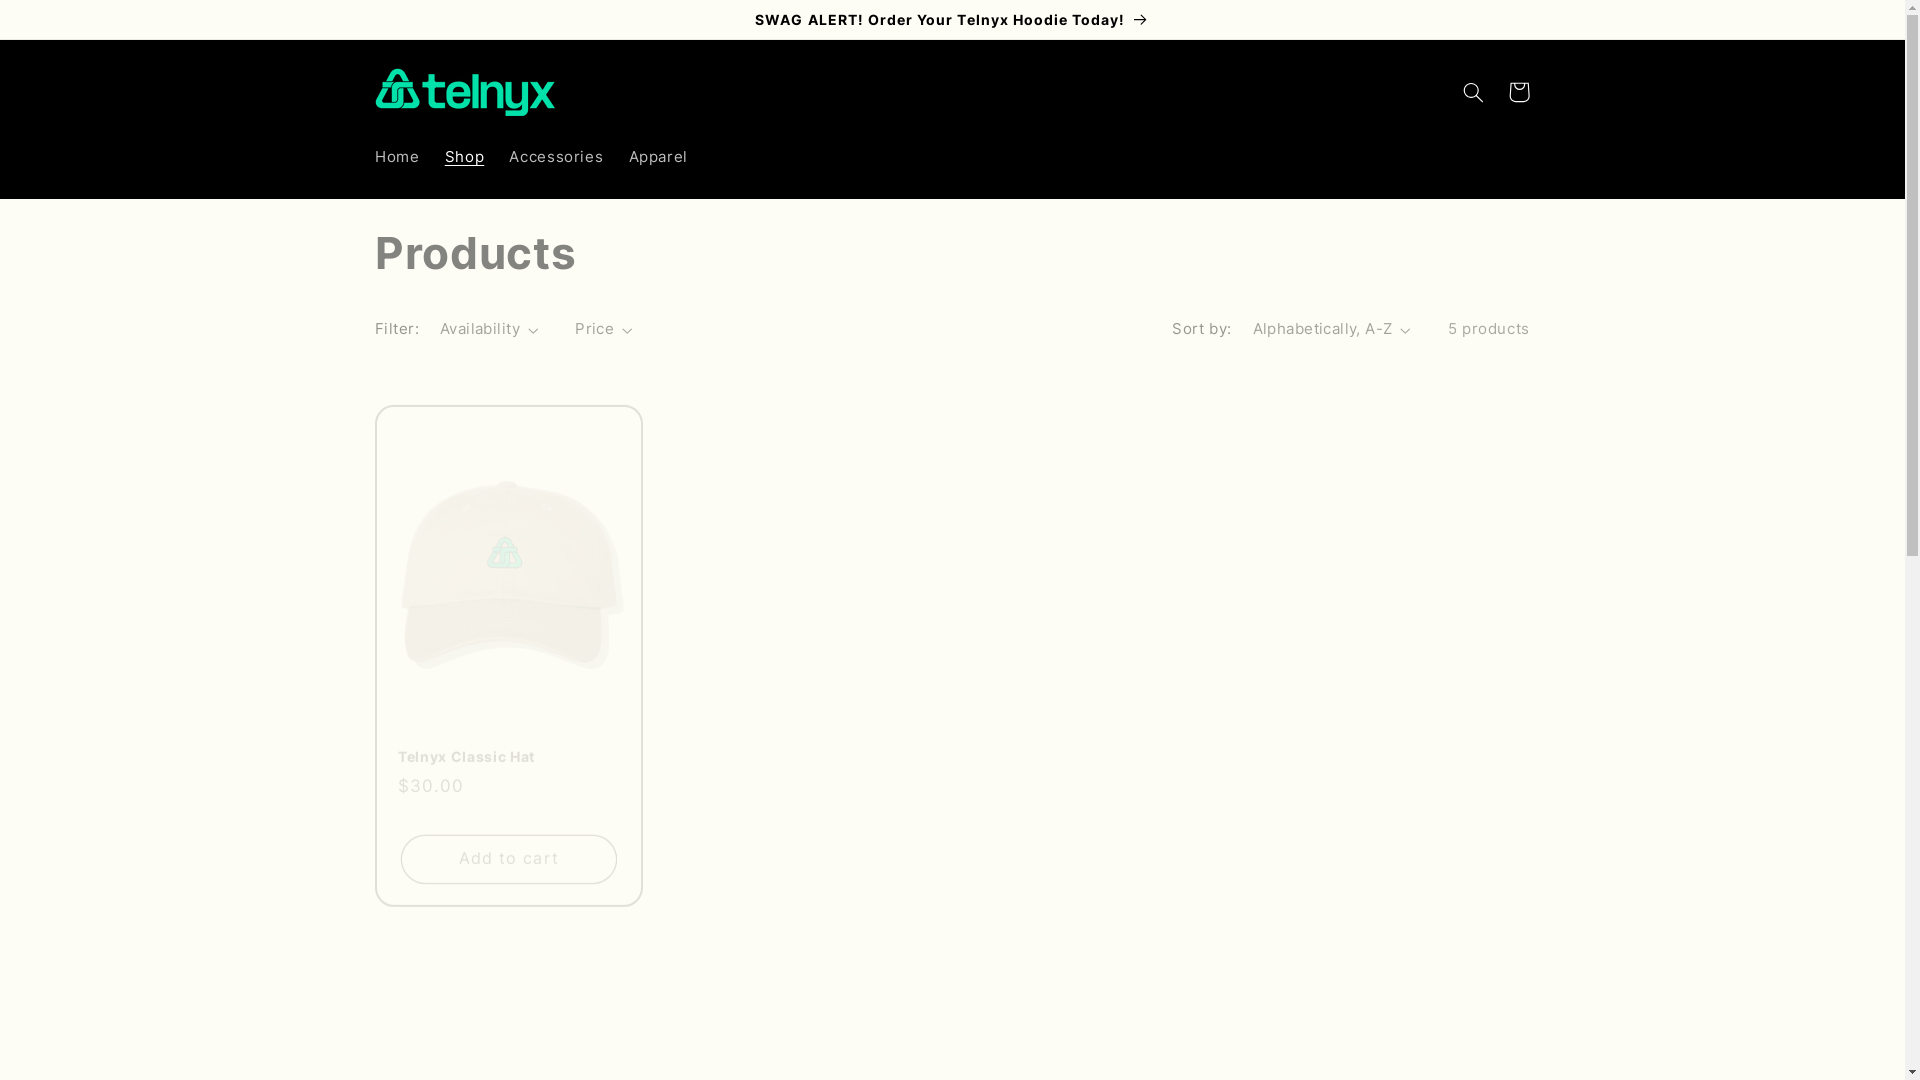 SWAG ALERT! Order Your Telnyx Hoodie Today!
telnyx
Home Shop Accessories Apparel
Products
Filter: Availability Price Sort by: Alphabetically, A-Z 5 products
Telnyx Classic Hat
$30.00
Add to cart